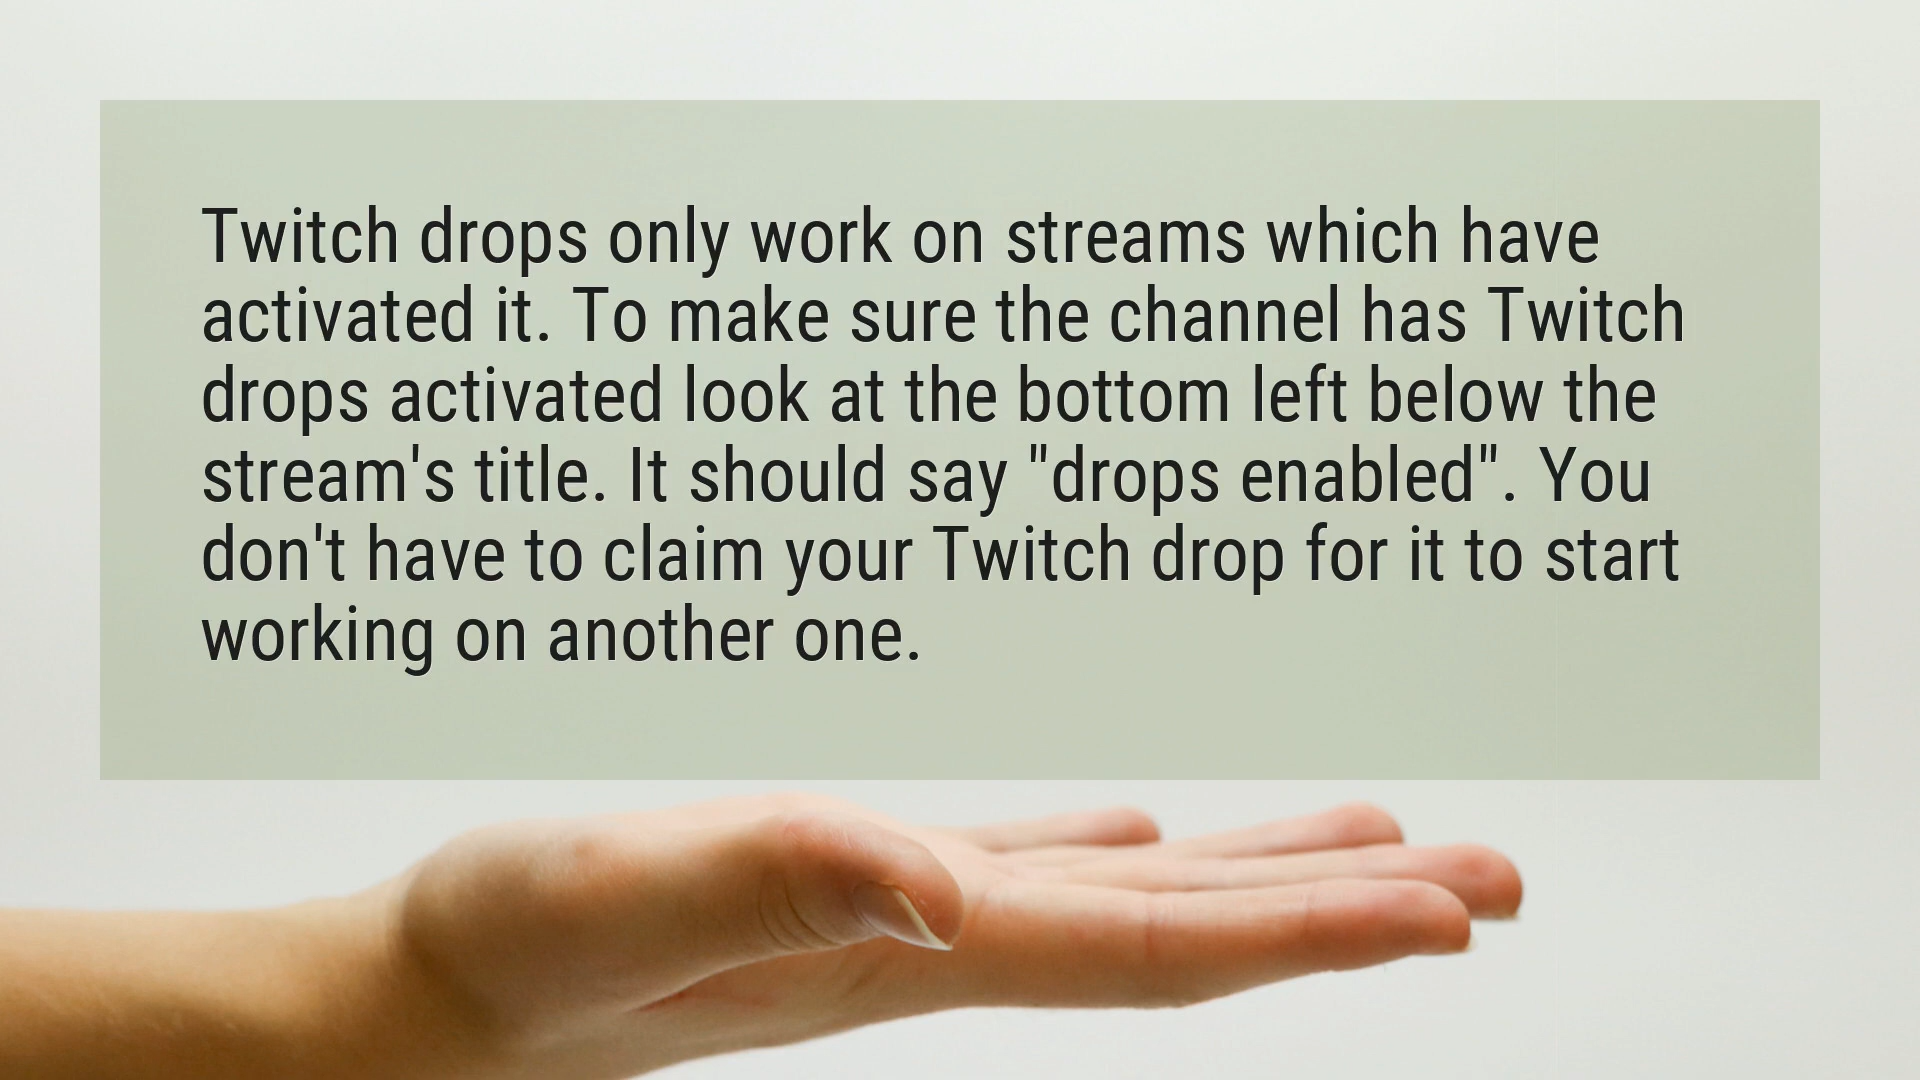 Twitch drops only work on streams which have
activated it. To make sure the channel has Twitch
drops activated look at the bottom left below the
stream's title. It should say "drops enabled". You
don't have to claim your Twitch drop for it to start
working on another one.